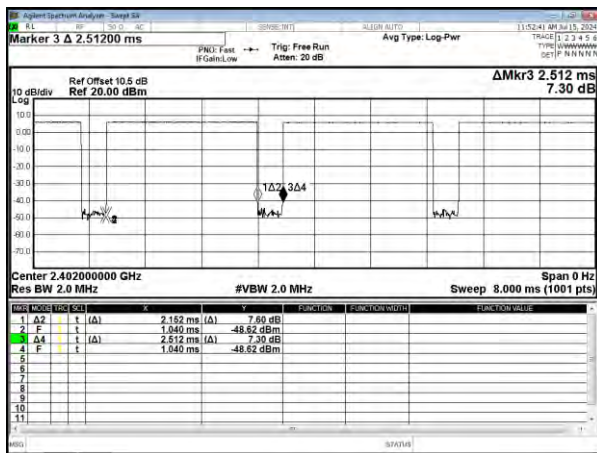 Agilent Spectrum Analyzer - Swept SA
RL RF 50 Ω AC SENSE:INT ALIGN AUTO 11:52:41 AM Jul 15, 2024
Marker 3 Δ 2.51200 ms
PNO: Fast Trig: Free Run Avg Type: Log-Pwr TRACE 1 2 3 4 5 6
IFGain:Low Atten: 20 dB TYPE WWWWWW
DET P N N N N N
ΔMkr3 2.512 ms
7.30 dB
Ref Offset 10.5 dB
10 dB/div Ref 20.00 dBm
Log
10.0
0.00
-10.0
-20.0
-30.0
-40.0
-50.0
-60.0
-70.0
1Δ2 3Δ4
2
Center 2.402000000 GHz Span 0 Hz
Res BW 2.0 MHz #VBW 2.0 MHz Sweep 8.000 ms (1001 pts)
MKR MODE TRC SCL X Y FUNCTION FUNCTION WIDTH FUNCTION VALUE
1 Δ2 t (Δ) 2.152 ms (Δ) 7.60 dB
2 F t 1.040 ms -48.62 dBm
3 Δ4 t (Δ) 2.512 ms (Δ) 7.30 dB
4 F t 1.040 ms -48.62 dBm
5
6
7
8
9
10
11
MSG STATUS